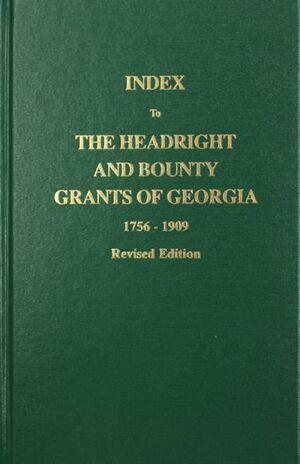 INDEX
To
THE HEADRIGHT
AND BOUNTY
GRANTS OF GEORGIA
1756 - 1909
Revised Edition